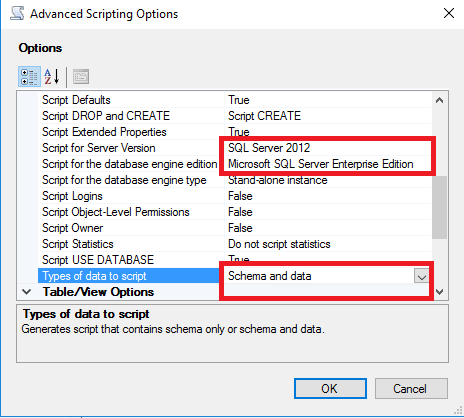 Advanced Scripting Options
Options
Script Defaults True
Script DROP and CREATE Script CREATE
Script Extended Properties True
Script for Server Version SQL Server 2012
Script for the database engine edition Microsoft SQL Server Enterprise Edition
Script for the database engine type Stand-alone instance
Script Logins False
Script Object-Level Permissions False
Script Owner False
Script Statistics Do not script statistics
Script USE DATABASE True
Types of data to script Schema and data
Table/View Options
Types of data to script
Generates script that contains schema only or schema and data.
OK Cancel